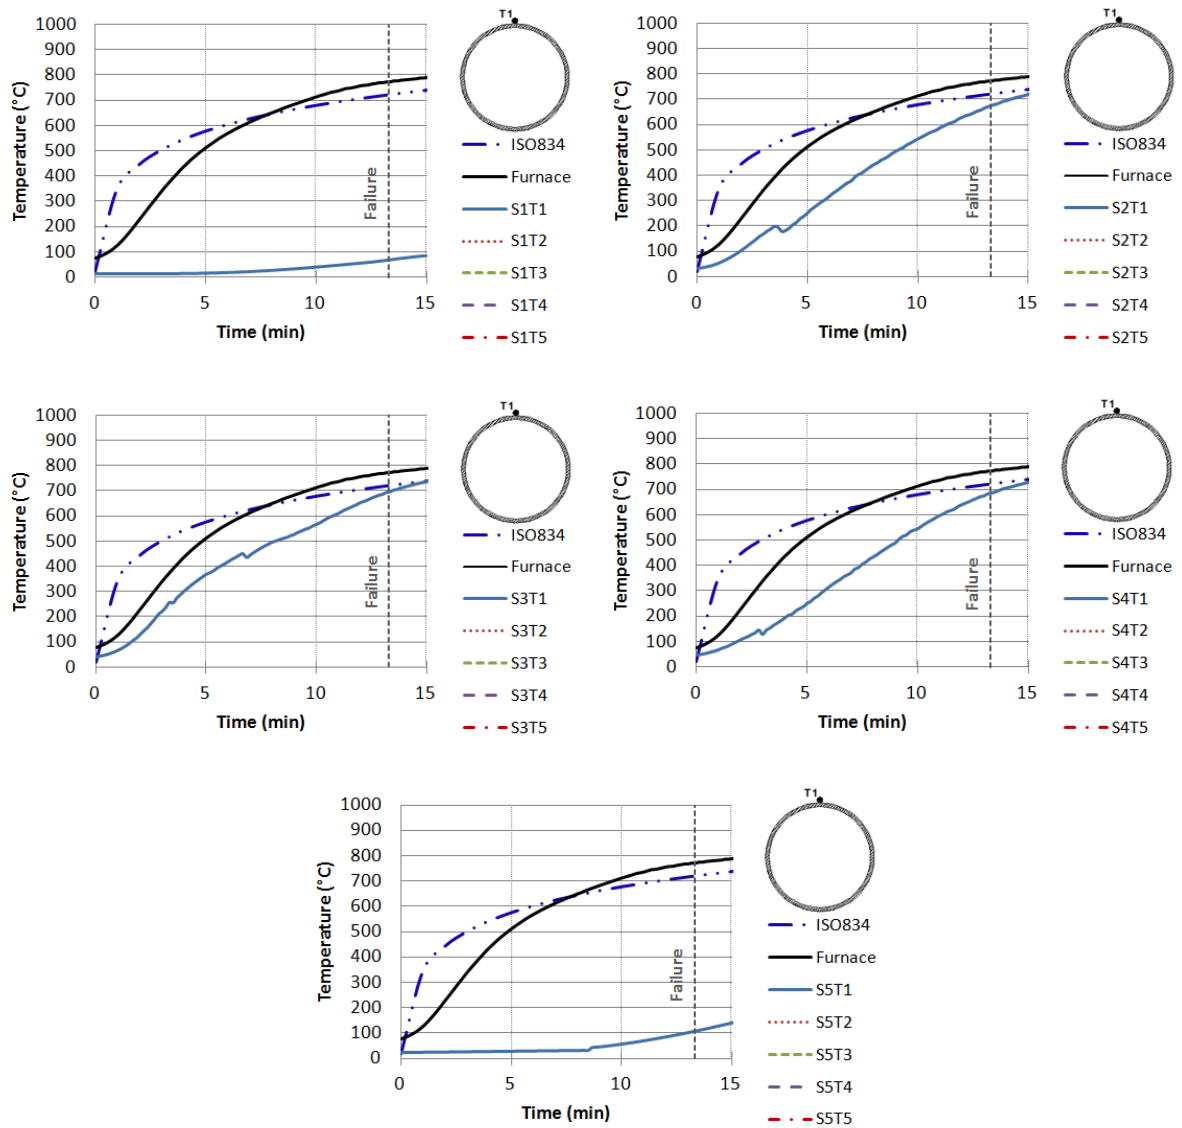 T1
1000
900
800
700
600
500
400
300
200
100
0
Temperature (°C)
Failure
0 5 10 15
Time (min)
ISO834
Furnace
S1T1
S1T2
S1T3
S1T4
S1T5
T1
1000
900
800
700
600
500
400
300
200
100
0
Temperature (°C)
Failure
0 5 10 15
Time (min)
ISO834
Furnace
S2T1
S2T2
S2T3
S2T4
S2T5
T1
1000
900
800
700
600
500
400
300
200
100
0
Temperature (°C)
Failure
0 5 10 15
Time (min)
ISO834
Furnace
S3T1
S3T2
S3T3
S3T4
S3T5
T1
1000
900
800
700
600
500
400
300
200
100
0
Temperature (°C)
Failure
0 5 10 15
Time (min)
ISO834
Furnace
S4T1
S4T2
S4T3
S4T4
S4T5
T1
1000
900
800
700
600
500
400
300
200
100
0
Temperature (°C)
Failure
0 5 10 15
Time (min)
ISO834
Furnace
S5T1
S5T2
S5T3
S5T4
S5T5